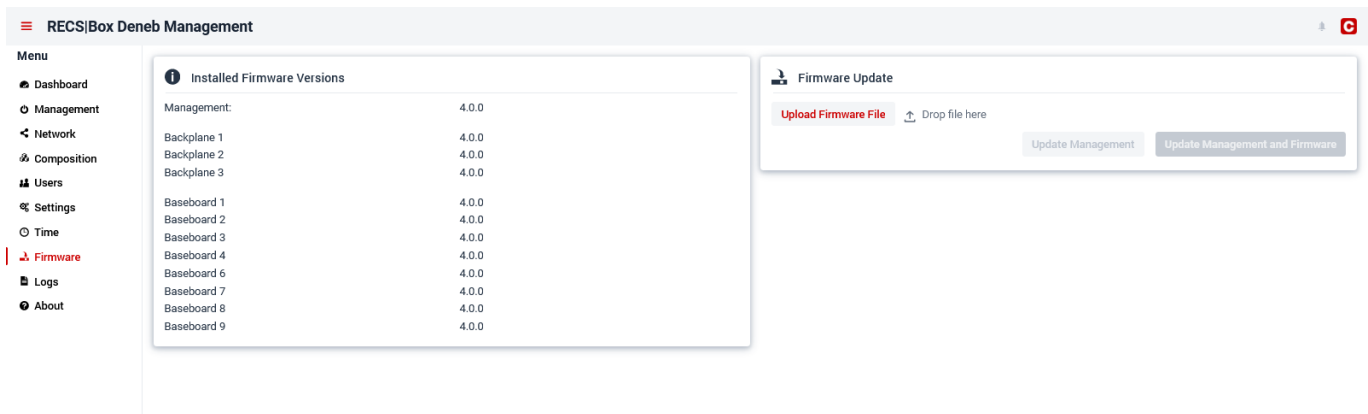 RECS|Box Deneb Management
C
Menu
Dashboard
Management
Network
Composition
Users
Settings
Time
Firmware
Logs
About
Installed Firmware Versions
Management: 4.0.0
Backplane 1 4.0.0
Backplane 2 4.0.0
Backplane 3 4.0.0
Baseboard 1 4.0.0
Baseboard 2 4.0.0
Baseboard 3 4.0.0
Baseboard 4 4.0.0
Baseboard 6 4.0.0
Baseboard 7 4.0.0
Baseboard 8 4.0.0
Baseboard 9 4.0.0
Firmware Update
Upload Firmware File Drop file here
Update Management Update Management and Firmware